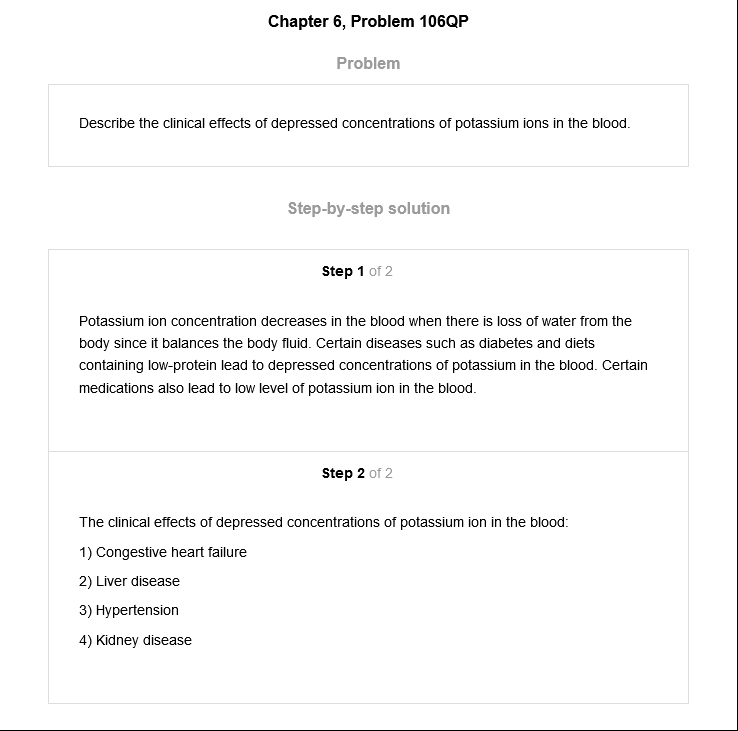 Chapter 6, Problem 106QP
Problem
Describe the clinical effects of depressed concentrations of potassium ions in the blood.
Step-by-step solution
Step 1 of 2
Potassium ion concentration decreases in the blood when there is loss of water from the
body since it balances the body fluid. Certain diseases such as diabetes and diets
containing low-protein lead to depressed concentrations of potassium in the blood. Certain
medications also lead to low level of potassium ion in the blood.
Step 2 of 2
The clinical effects of depressed concentrations of potassium ion in the blood:
1) Congestive heart failure
2) Liver disease
3) Hypertension
4) Kidney disease